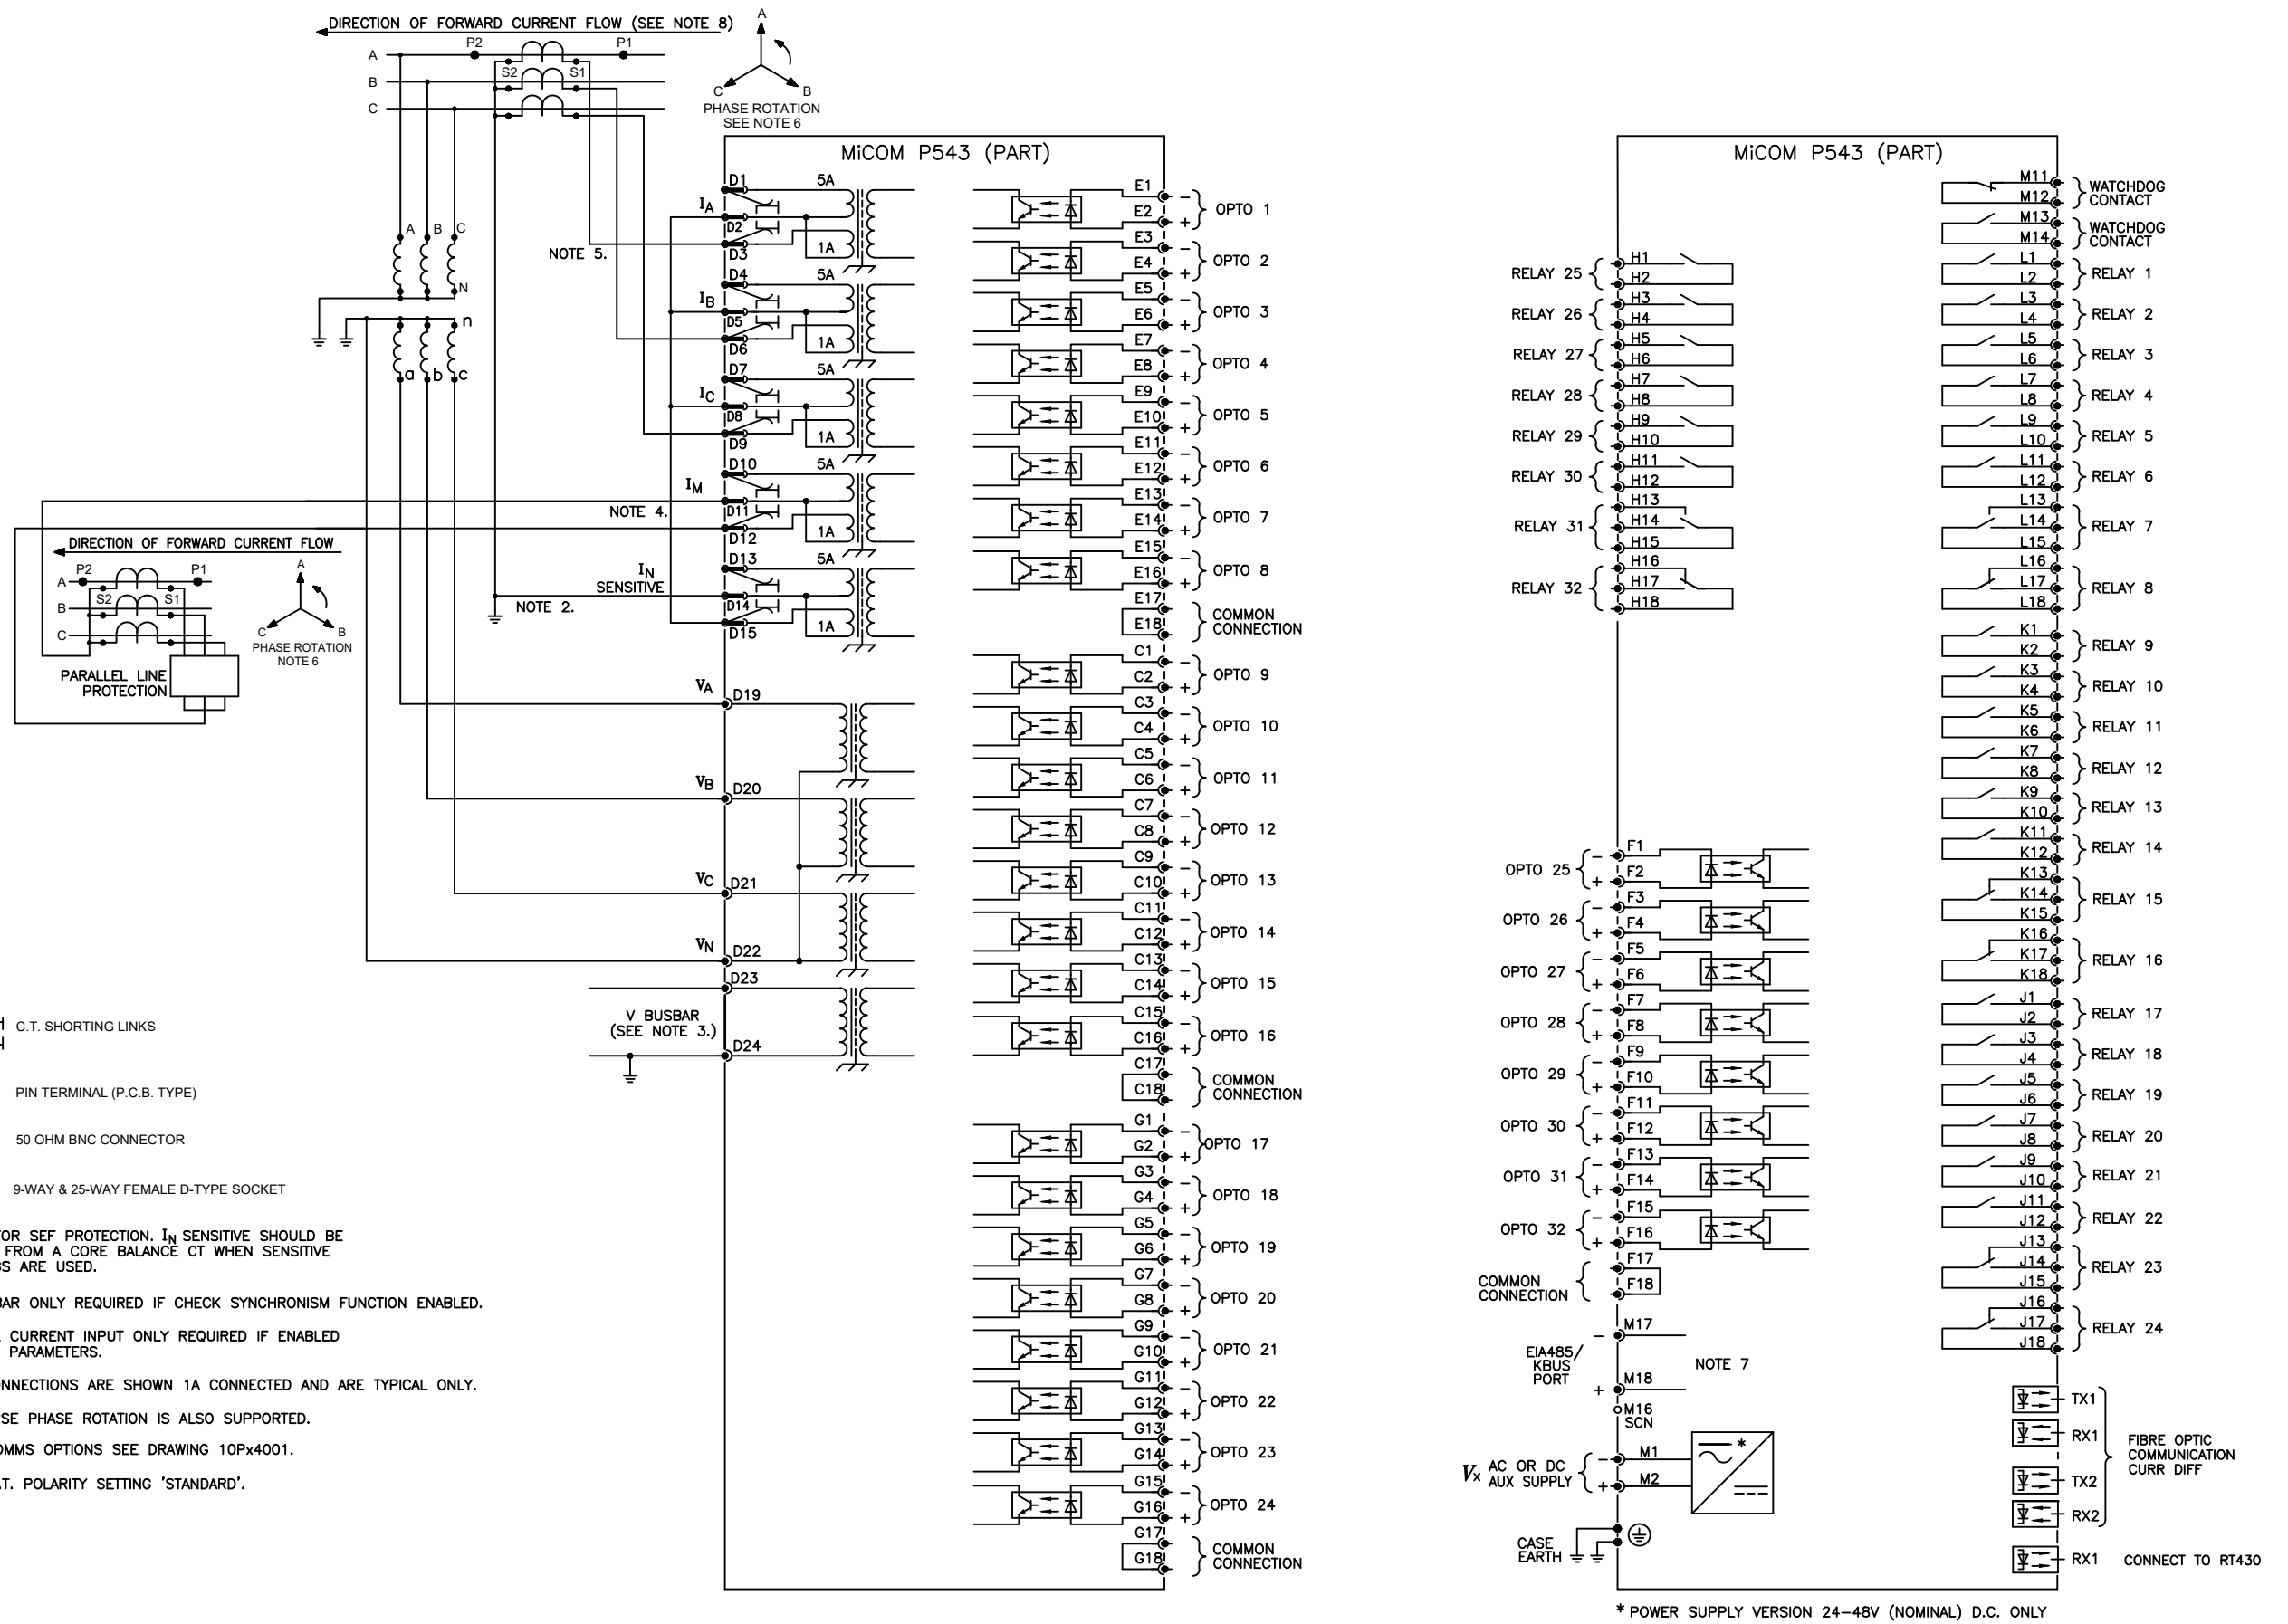 DIRECTION OF FORWARD CURRENT FLOW (SEE NOTE 8)
A
P2
P1
S2
S1
B
C
A
C
B
PHASE ROTATION
SEE NOTE 6
A
B
C
N
n
a
b
c
DIRECTION OF FORWARD CURRENT FLOW
A
P2
P1
S2
S1
B
C
A
C
B
PHASE ROTATION
NOTE 6
PARALLEL LINE
PROTECTION
NOTE 5.
NOTE 4.
NOTE 2.
MiCOM P543 (PART)
IA
D1
D2
D3
5A
1A
IB
D4
D5
D6
5A
1A
IC
D7
D8
D9
5A
1A
IM
D10
D11
D12
5A
1A
IN
SENSITIVE
D13
D14
D15
5A
1A
VA
D19
VB
D20
VC
D21
VN
D22
D23
V BUSBAR
(SEE NOTE 3.)
D24
E1 -
E2 +
OPTO 1
E3 -
E4 +
OPTO 2
E5 -
E6 +
OPTO 3
E7 -
E8 +
OPTO 4
E9 -
E10 +
OPTO 5
E11 -
E12 +
OPTO 6
E13 -
E14 +
OPTO 7
E15 -
E16 +
OPTO 8
E17
E18
COMMON
CONNECTION
C1 -
C2 +
OPTO 9
C3 -
C4 +
OPTO 10
C5 -
C6 +
OPTO 11
C7 -
C8 +
OPTO 12
C9 -
C10 +
OPTO 13
C11 -
C12 +
OPTO 14
C13 -
C14 +
OPTO 15
C15 -
C16 +
OPTO 16
C17
C18
COMMON
CONNECTION
G1 -
G2 +
OPTO 17
G3 -
G4 +
OPTO 18
G5 -
G6 +
OPTO 19
G7 -
G8 +
OPTO 20
G9 -
G10 +
OPTO 21
G11 -
G12 +
OPTO 22
G13 -
G14 +
OPTO 23
G15 -
G16 +
OPTO 24
G17
G18
COMMON
CONNECTION
C.T. SHORTING LINKS
PIN TERMINAL (P.C.B. TYPE)
50 OHM BNC CONNECTOR
9-WAY & 25-WAY FEMALE D-TYPE SOCKET
OR SEF PROTECTION. IN SENSITIVE SHOULD BE
FROM A CORE BALANCE CT WHEN SENSITIVE
S ARE USED.
BAR ONLY REQUIRED IF CHECK SYNCHRONISM FUNCTION ENABLED.
CURRENT INPUT ONLY REQUIRED IF ENABLED
PARAMETERS.
NNECTIONS ARE SHOWN 1A CONNECTED AND ARE TYPICAL ONLY.
SE PHASE ROTATION IS ALSO SUPPORTED.
OMMS OPTIONS SEE DRAWING 10Px4001.
.T. POLARITY SETTING 'STANDARD'.
MiCOM P543 (PART)
RELAY 25
H1
H2
RELAY 26
H3
H4
RELAY 27
H5
H6
RELAY 28
H7
H8
RELAY 29
H9
H10
RELAY 30
H11
H12
RELAY 31
H13
H14
H15
RELAY 32
H16
H17
H18
OPTO 25
- F1
+ F2
OPTO 26
- F3
+ F4
OPTO 27
- F5
+ F6
OPTO 28
- F7
+ F8
OPTO 29
- F9
+ F10
OPTO 30
- F11
+ F12
OPTO 31
- F13
+ F14
OPTO 32
- F15
+ F16
F17
F18
COMMON
CONNECTION
- M17
EIA485/
KBUS
PORT
NOTE 7
+ M18
M16
SCN
Vx AC OR DC
AUX SUPPLY
- M1
+ M2
*
CASE
EARTH
M11
M12
WATCHDOG
CONTACT
M13
M14
WATCHDOG
CONTACT
L1
L2
RELAY 1
L3
L4
RELAY 2
L5
L6
RELAY 3
L7
L8
RELAY 4
L9
L10
RELAY 5
L11
L12
RELAY 6
L13
L14
L15
RELAY 7
L16
L17
L18
RELAY 8
K1
K2
RELAY 9
K3
K4
RELAY 10
K5
K6
RELAY 11
K7
K8
RELAY 12
K9
K10
RELAY 13
K11
K12
RELAY 14
K13
K14
K15
RELAY 15
K16
K17
K18
RELAY 16
J1
J2
RELAY 17
J3
J4
RELAY 18
J5
J6
RELAY 19
J7
J8
RELAY 20
J9
J10
RELAY 21
J11
J12
RELAY 22
J13
J14
J15
RELAY 23
J16
J17
J18
RELAY 24
TX1
RX1
TX2
RX2
FIBRE OPTIC
COMMUNICATION
CURR DIFF
RX1 CONNECT TO RT430
* POWER SUPPLY VERSION 24-48V (NOMINAL) D.C. ONLY